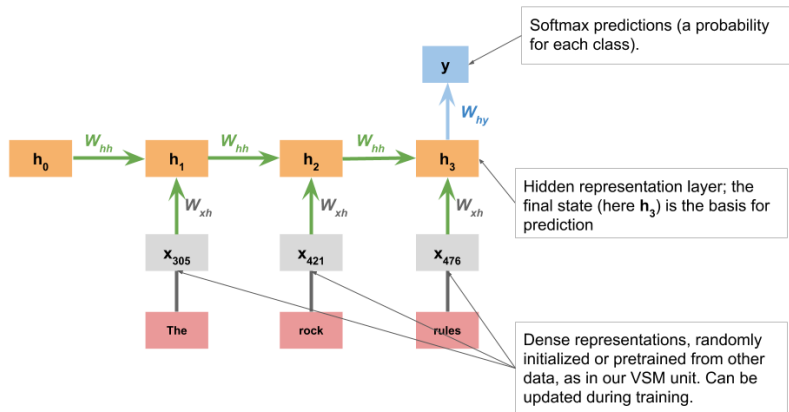 Softmax predictions (a probability
for each class).
y
W_hy
W_hh
W_hh
W_hh
h_0
h_1
h_2
h_3
Hidden representation layer; the
final state (here h_3) is the basis for
prediction
W_xh
W_xh
W_xh
x_305
x_421
x_476
The
rock
rules
Dense representations, randomly
initialized or pretrained from other
data, as in our VSM unit. Can be
updated during training.